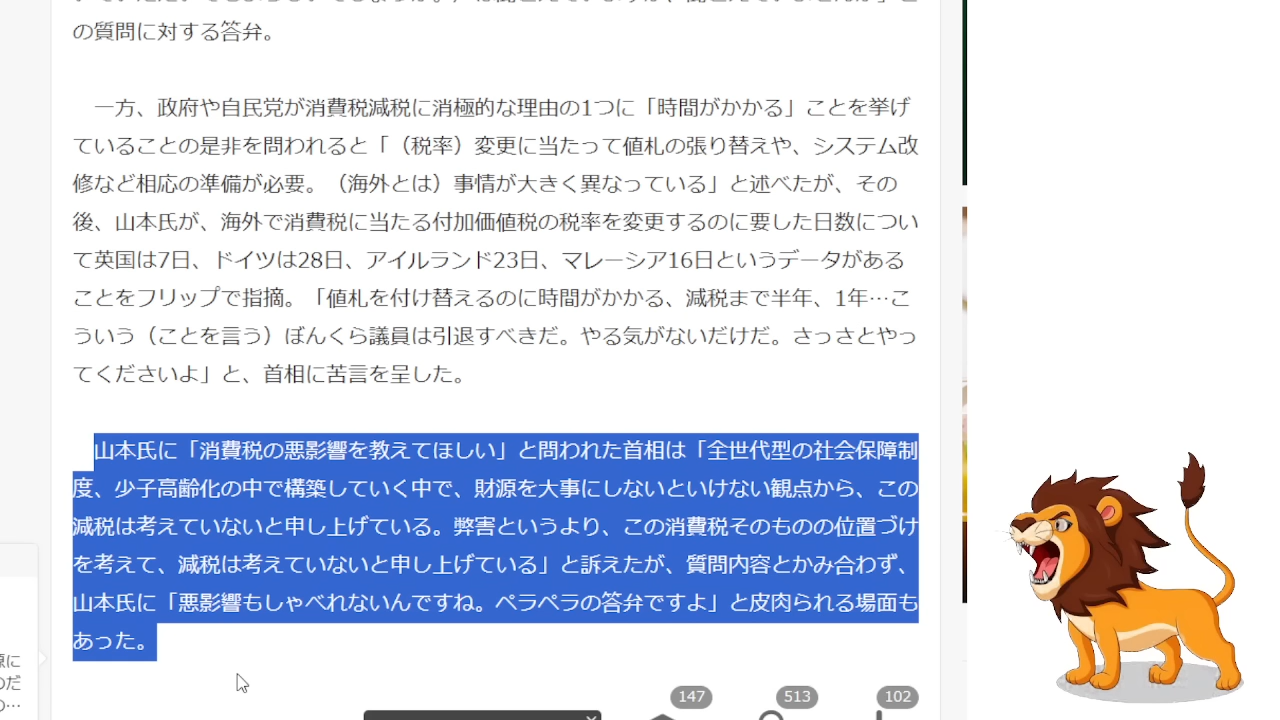 の質問に対する答弁。
一方、政府や自民党が消費税減税に消極的な理由の1つに「時間がかかる」ことを挙げ
ていることの是非を問われると「（税率）変更に当たって値札の張り替えや、システム改
修など相応の準備が必要。（海外とは）事情が大きく異なっている」と述べたが、その
後、山本氏が、海外で消費税に当たる付加価値税の税率を変更するのに要した日数につい
て英国は7日、ドイツは28日、アイルランド23日、マレーシア16日というデータがある
ことをフリップで指摘。「値札を付け替えるのに時間がかかる、減税まで半年、1年…こ
ういう（ことを言う）ぼんくら議員は引退すべきだ。やる気がないだけだ。さっさとやっ
てくださいよ」と、首相に苦言を呈した。
山本氏に「消費税の悪影響を教えてほしい」と問われた首相は「全世代型の社会保障制
度、少子高齢化の中で構築していく中で、財源を大事にしないといけない観点から、この
減税は考えていないと申し上げている。弊害というより、この消費税そのものの位置づけ
を考えて、減税は考えていないと申し上げている」と訴えたが、質問内容とかみ合わず、
山本氏に「悪影響もしゃべれないんですね。ペラペラの答弁ですよ」と皮肉られる場面も
あった。
147
513
102